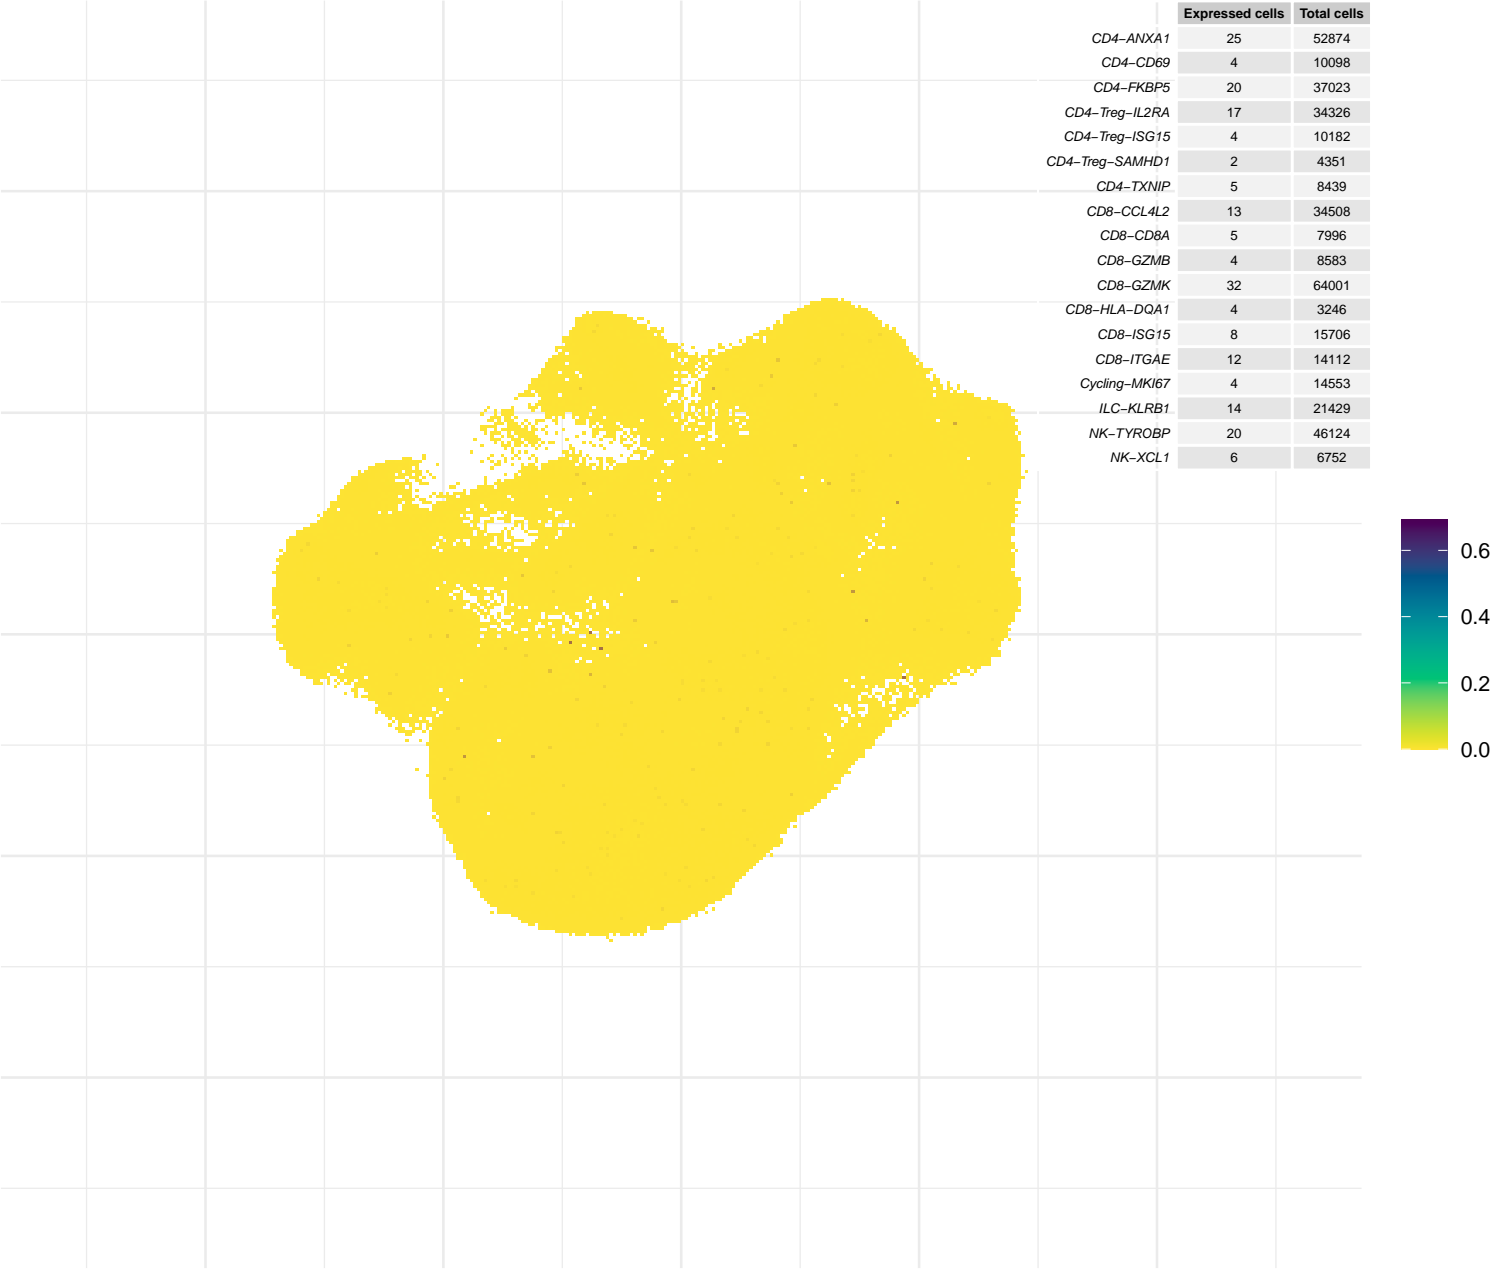 Expressed cells Total cells
CD4−ANXA1 25 52874
CD4−CD69 4 10098
CD4−FKBP5 20 37023
CD4−Treg−IL2RA 17 34326
CD4−Treg−ISG15 4 10182
CD4−Treg−SAMHD1 2 4351
CD4−TXNIP 5 8439
CD8−CCL4L2 13 34508
CD8−CD8A 5 7996
CD8−GZMB 4 8583
CD8−GZMK 32 64001
CD8−HLA−DQA1 4 3246
CD8−ISG15 8 15706
CD8−ITGAE 12 14112
Cycling−MKI67 4 14553
ILC−KLRB1 14 21429
NK−TYROBP 20 46124
NK−XCL1 6 6752
0.6
0.4
0.2
0.0